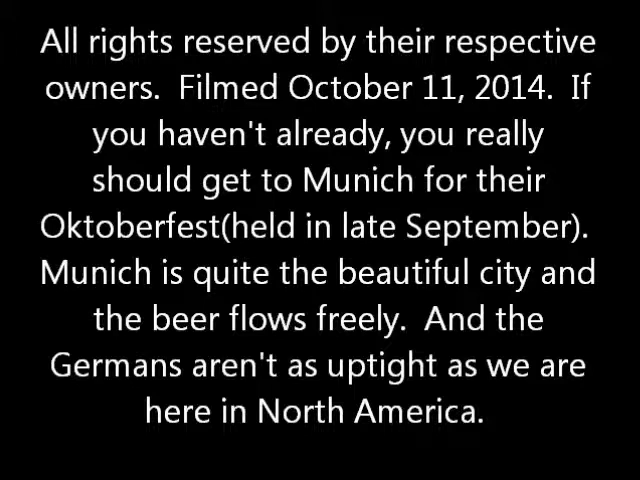 All rights reserved by their respective
owners.  Filmed October 11, 2014.  If
you haven't already, you really
should get to Munich for their
Oktoberfest(held in late September).
Munich is quite the beautiful city and
the beer flows freely.  And the
Germans aren't as uptight as we are
here in North America.